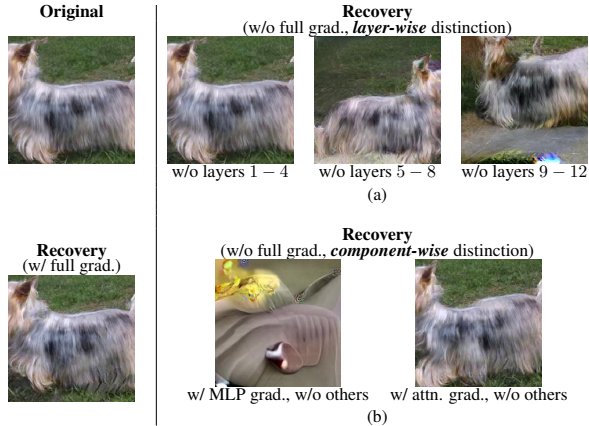 Original
Recovery
(w/o full grad., layer-wise distinction)
w/o layers 1 − 4
w/o layers 5 − 8
w/o layers 9 − 12
(a)
Recovery
(w/ full grad.)
Recovery
(w/o full grad., component-wise distinction)
w/ MLP grad., w/o others
w/ attn. grad., w/o others
(b)